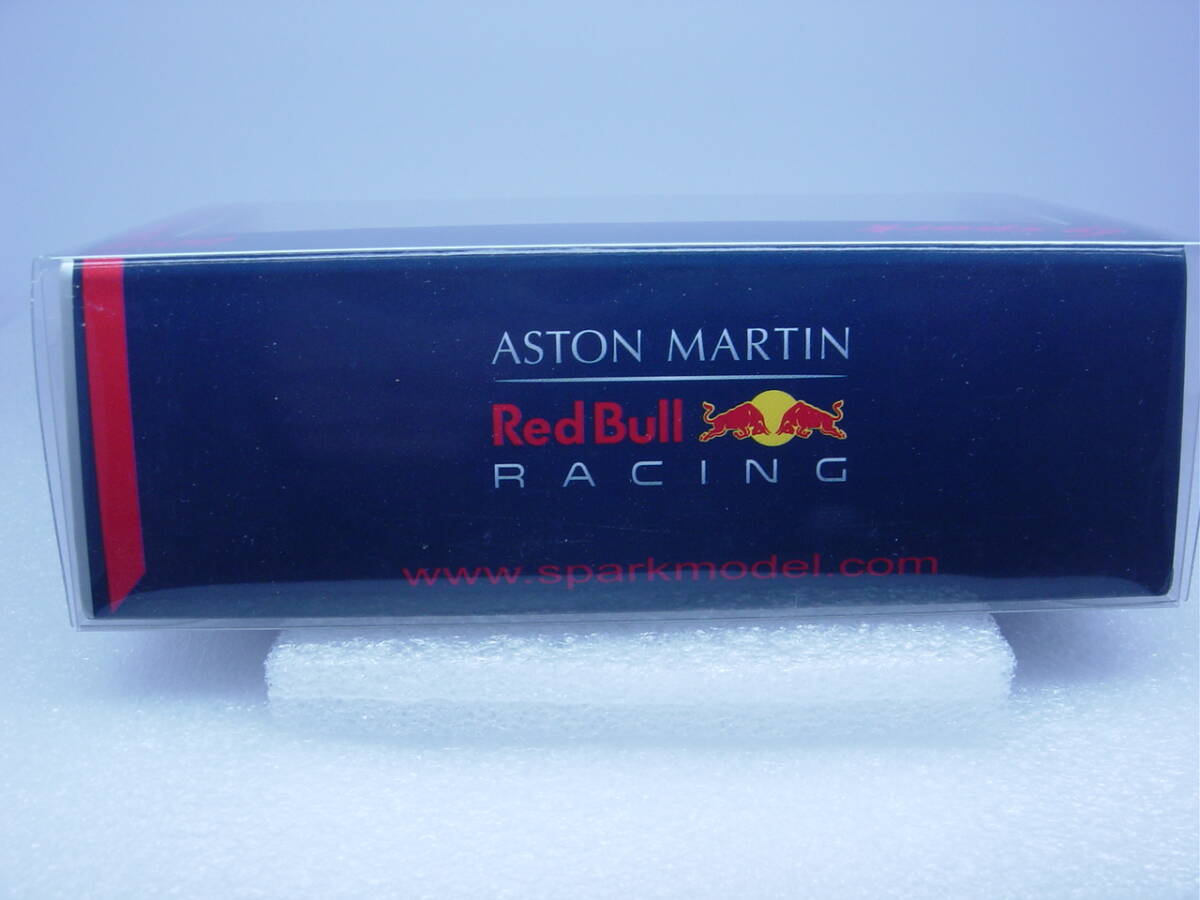 ASTON MARTIN
Red Bull
RACING
www.sparkmodel.com